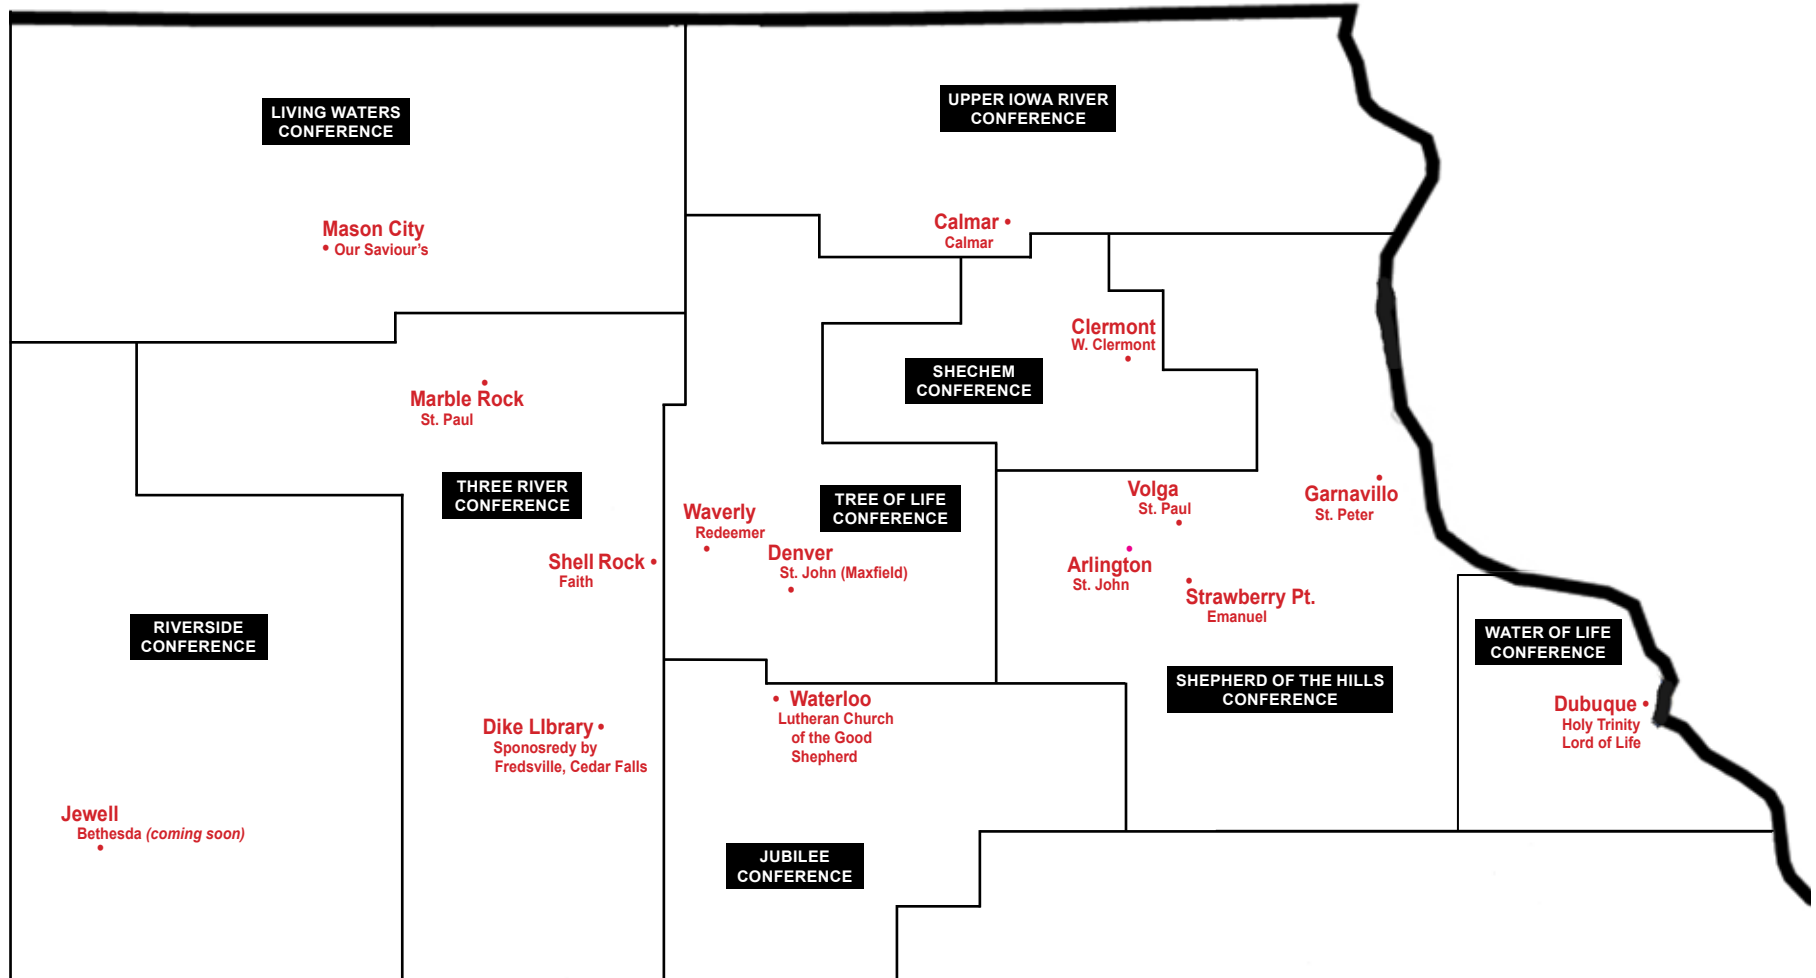 LIVING WATERS
CONFERENCE
UPPER IOWA RIVER
CONFERENCE
Mason City
Our Saviour's
Calmar
Calmar
Clermont
W. Clermont
SHECHEM
CONFERENCE
Marble Rock
St. Paul
THREE RIVER
CONFERENCE
TREE OF LIFE
CONFERENCE
Waverly
Redeemer
Denver
St. John (Maxfield)
Shell Rock
Faith
Volga
St. Paul
Garnavillo
St. Peter
Arlington
St. John
Strawberry Pt.
Emanuel
RIVERSIDE
CONFERENCE
WATER OF LIFE
CONFERENCE
SHEPHERD OF THE HILLS
CONFERENCE
Dubuque
Holy Trinity
Lord of Life
Waterloo
Lutheran Church
of the Good
Shepherd
Dike LIbrary
Sponosredy by
Fredsville, Cedar Falls
Jewell
Bethesda (coming soon)
JUBILEE
CONFERENCE